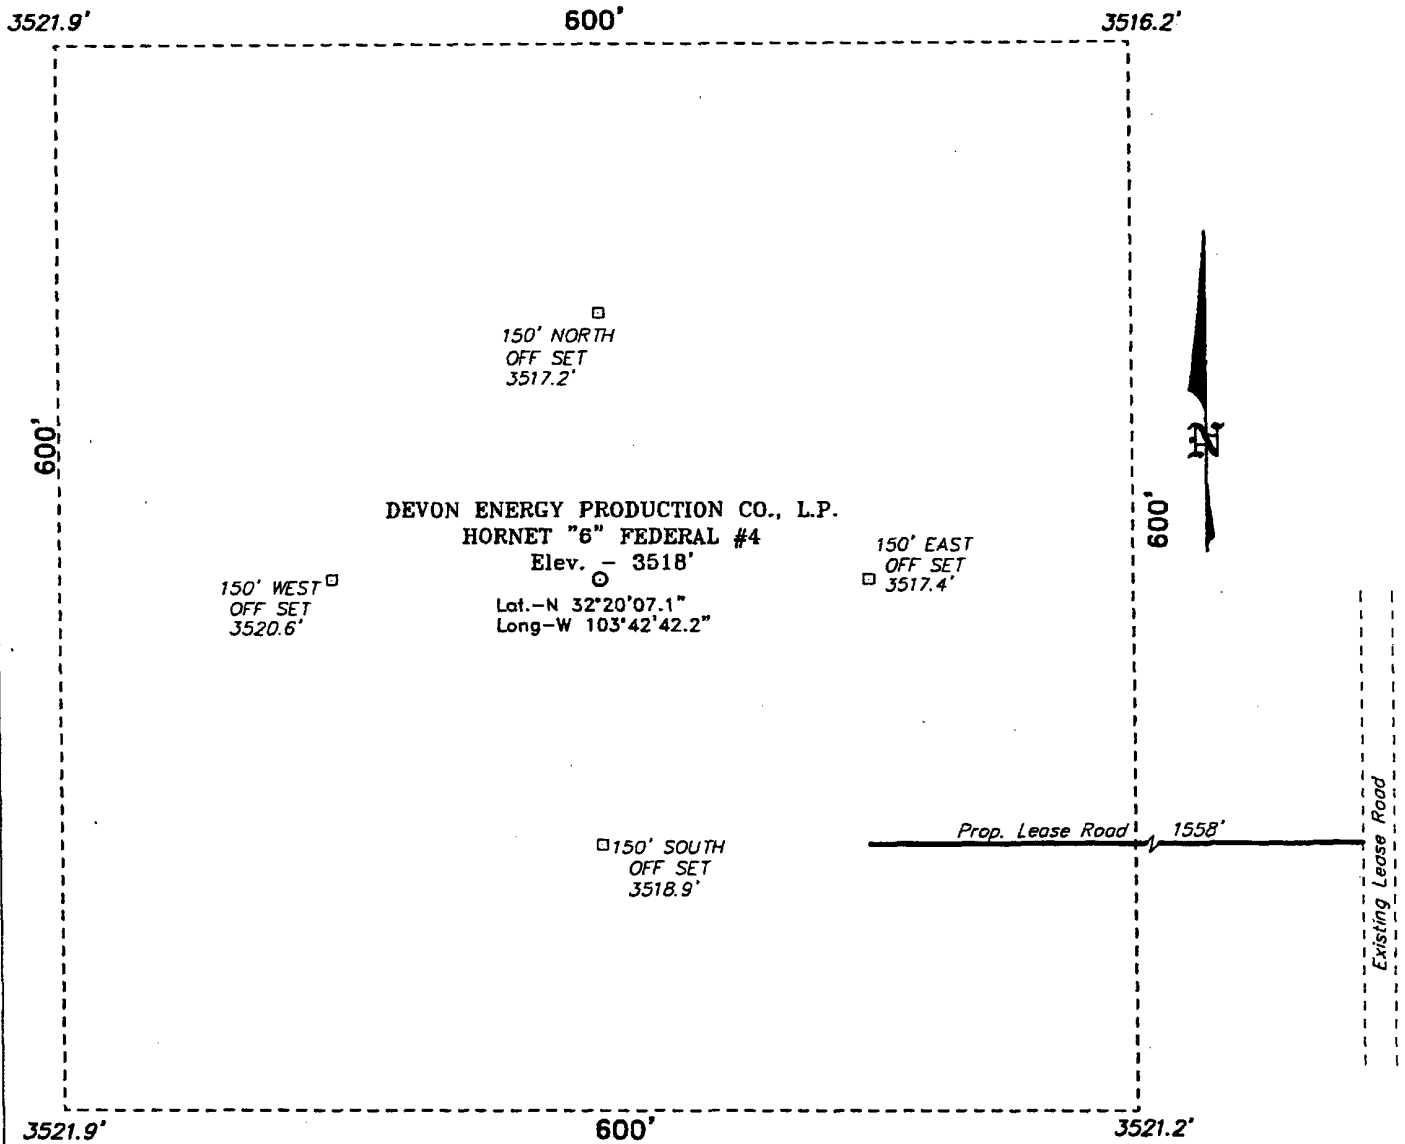 3521.9' 600' 3516.2'
150' NORTH
OFF SET
3517.2'
600'
N
DEVON ENERGY PRODUCTION CO., L.P.
HORNET "6" FEDERAL #4
Elev. - 3518'
Lat.-N 32°20'07.1"
Long-W 103°42'42.2"
150' WEST
OFF SET
3520.6'
150' EAST
OFF SET
3517.4'
600'
150' SOUTH
OFF SET
3518.9'
Prop. Lease Road 1558'
Existing Lease Road
3521.9' 600' 3521.2'